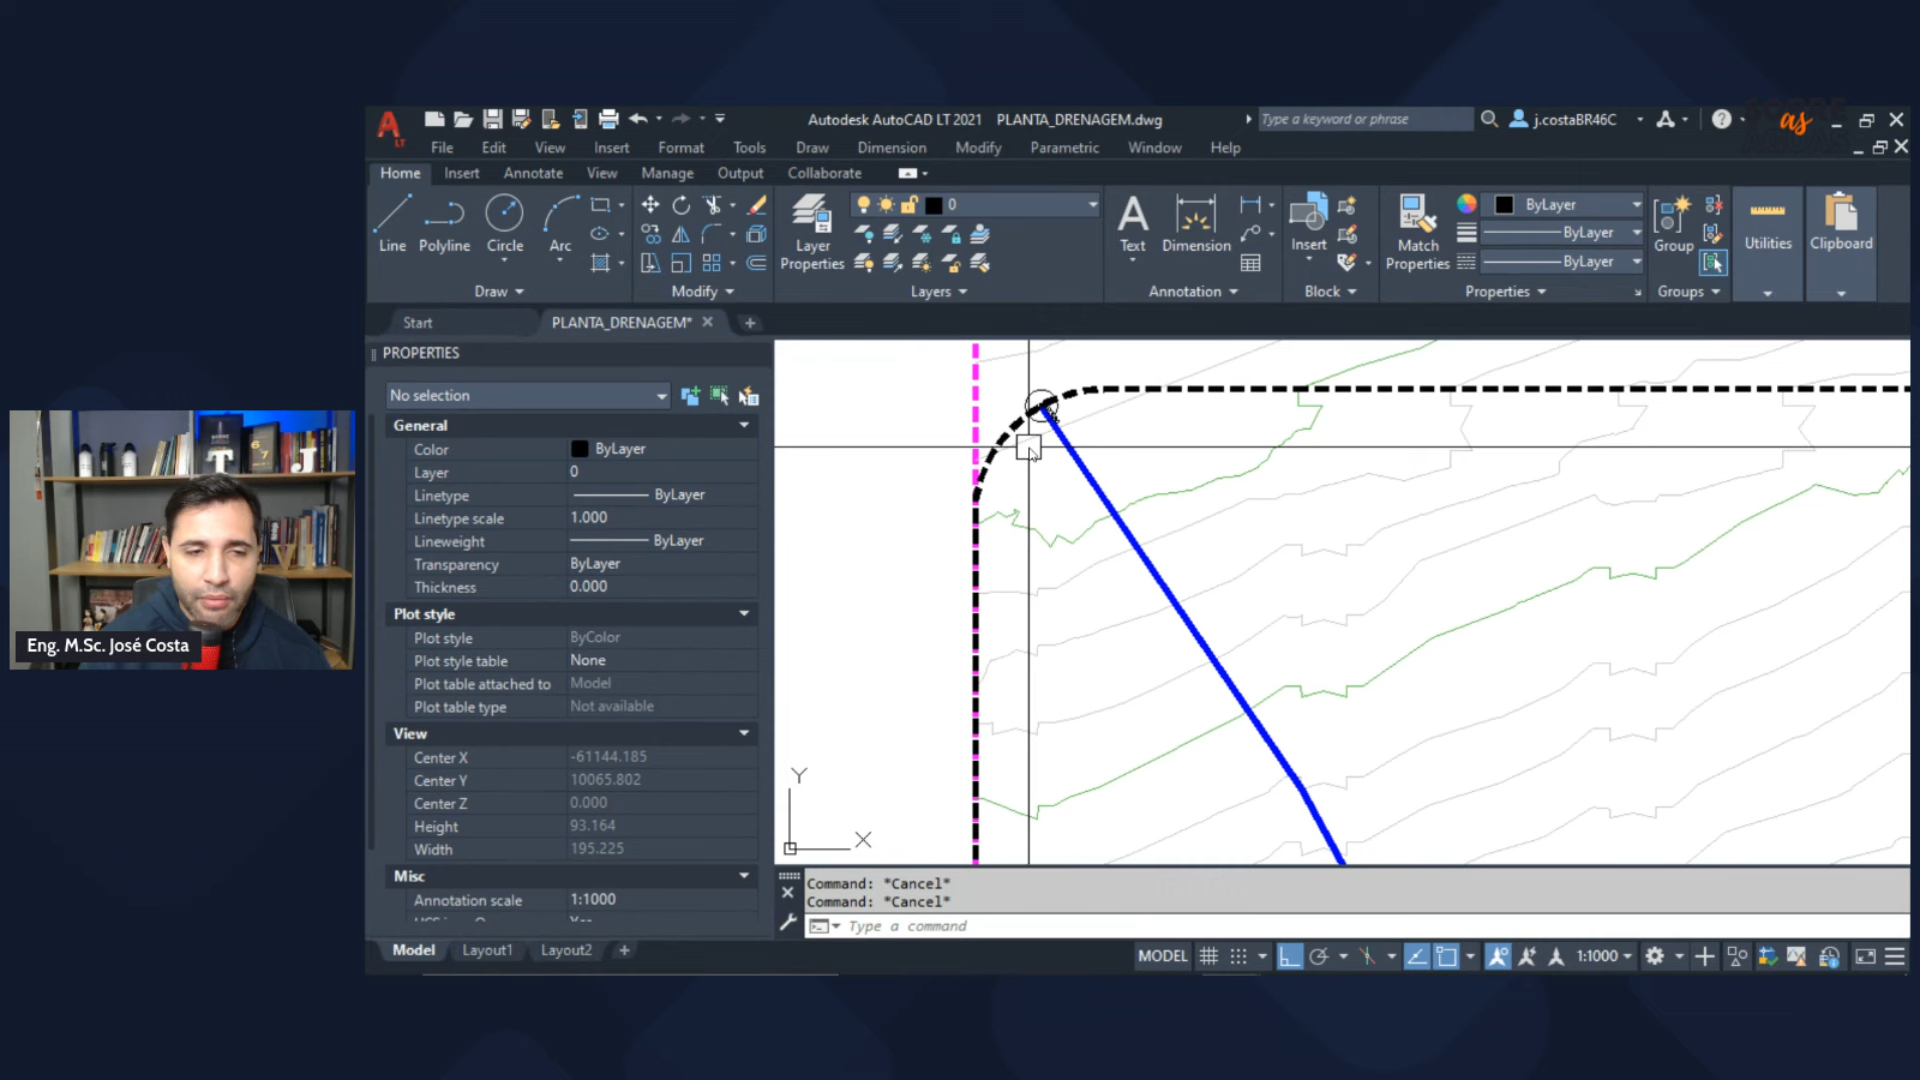 Autodesk AutoCAD LT 2021 PLANTA_DRENAGEM.dwg
Type a keyword or phrase
j.costaBR46C
as
LT
File Edit View Insert Format Tools Draw Dimension Modify Parametric Window Help
Home Insert Annotate View Manage Output Collaborate
Line Polyline Circle Arc
Draw
Modify
Layer
Properties
0
Layers
Text Dimension
Annotation
Insert
Block
Match
Properties
ByLayer
ByLayer
ByLayer
Properties
Group
Groups
Utilities
Clipboard
Start PLANTA_DRENAGEM*
PROPERTIES
No selection
General
Color ByLayer
Layer 0
Linetype ByLayer
Linetype scale 1.000
Lineweight ByLayer
Transparency ByLayer
Thickness 0.000
Plot style
Plot style ByColor
Plot style table None
Plot table attached to Model
Plot table type Not available
View
Center X -61144.185
Center Y 10065.802
Center Z 0.000
Height 93.164
Width 195.225
Misc
Annotation scale 1:1000
Y
X
Command: *Cancel*
Command: *Cancel*
Type a command
Model Layout1 Layout2
MODEL 1:1000
Eng. M.Sc. José Costa
T
J